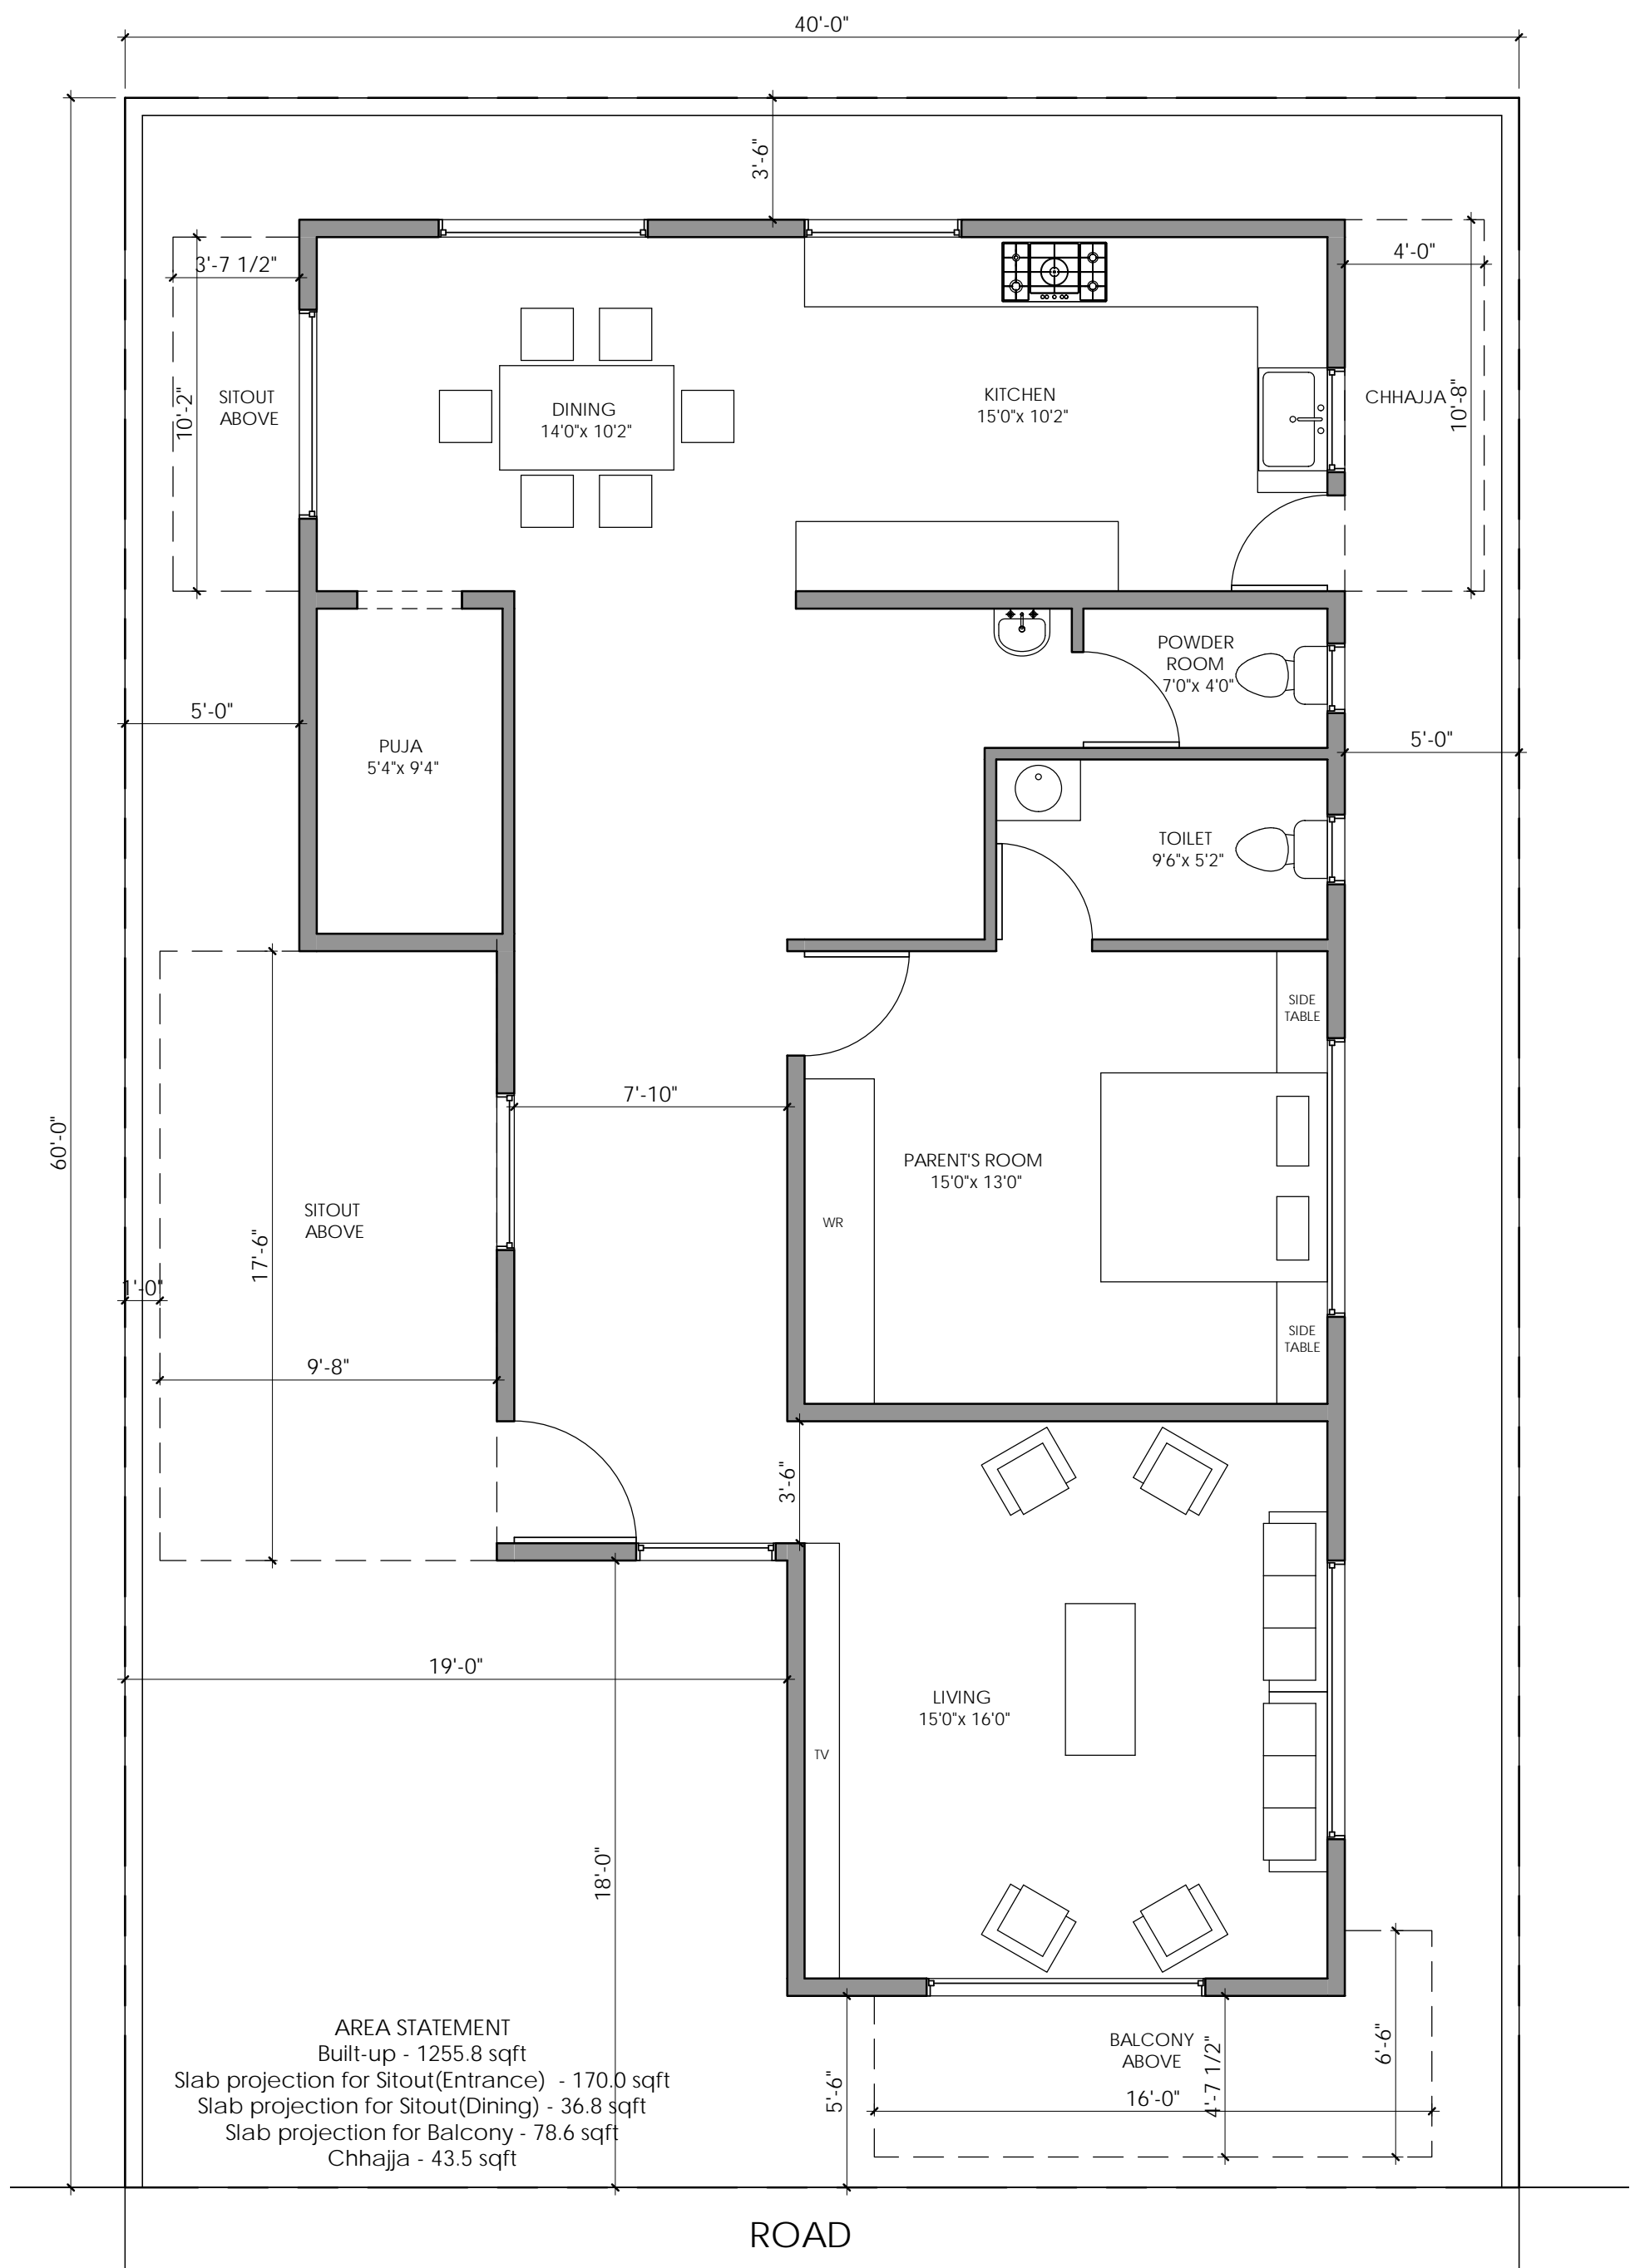 40'-0"
3'-6"
3'-7 1/2"
4'-0"
10'-2"
SITOUT
ABOVE
DINING
14'0"x 10'2"
KITCHEN
15'0"x 10'2"
CHHAJJA
10'-8"
POWDER
ROOM
7'0"x 4'0"
5'-0"
5'-0"
PUJA
5'4"x 9'4"
TOILET
9'6"x 5'2"
SIDE
TABLE
7'-10"
60'-0"
PARENT'S ROOM
15'0"x 13'0"
SITOUT
ABOVE
WR
17'-6"
1'-0"
SIDE
TABLE
9'-8"
3'-6"
19'-0"
LIVING
15'0"x 16'0"
TV
18'-0"
AREA STATEMENT
Built-up - 1255.8 sqft
Slab projection for Sitout(Entrance) - 170.0 sqft
Slab projection for Sitout(Dining) - 36.8 sqft
Slab projection for Balcony - 78.6 sqft
Chhajja - 43.5 sqft
5'-6"
BALCONY
ABOVE
4'-7 1/2"
6'-6"
16'-0"
ROAD